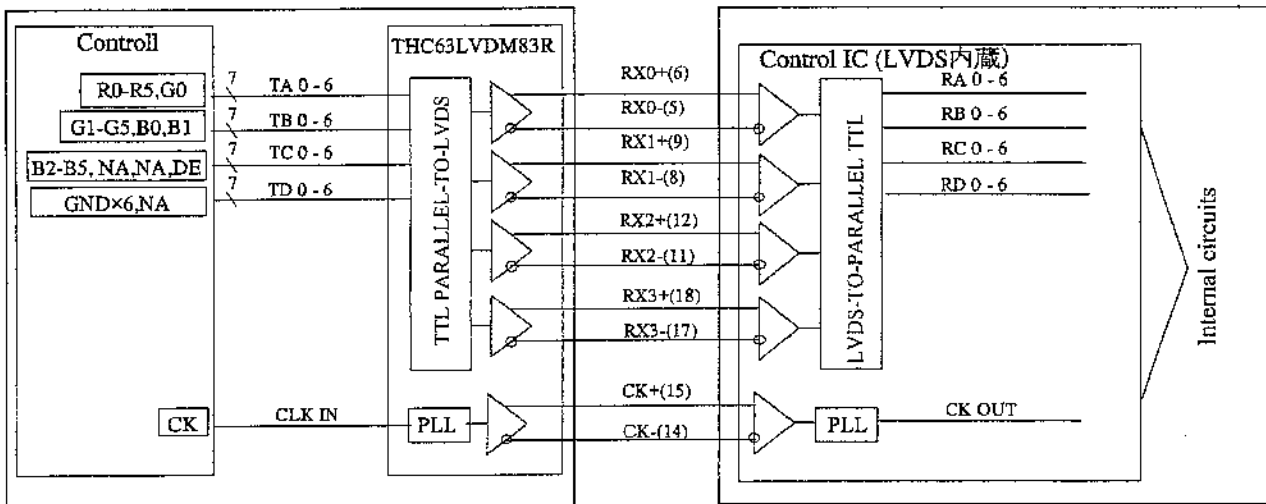 Controll
R0-R5,G0
G1-G5,B0,B1
B2-B5, NA,NA,DE
GND×6,NA
CK
7
TA 0 - 6
7
TB 0 - 6
7
TC 0 - 6
7
TD 0 - 6
CLK IN
THC63LVDM83R
TTL PARALLEL-TO-LVDS
PLL
RX0+(6)
RX0-(5)
RX1+(9)
RX1-(8)
RX2+(12)
RX2-(11)
RX3+(18)
RX3-(17)
CK+(15)
CK-(14)
Control IC (LVDS内蔵)
LVDS-TO-PARALLEL TTL
PLL
RA 0 - 6
RB 0 - 6
RC 0 - 6
RD 0 - 6
CK OUT
Internal circuits